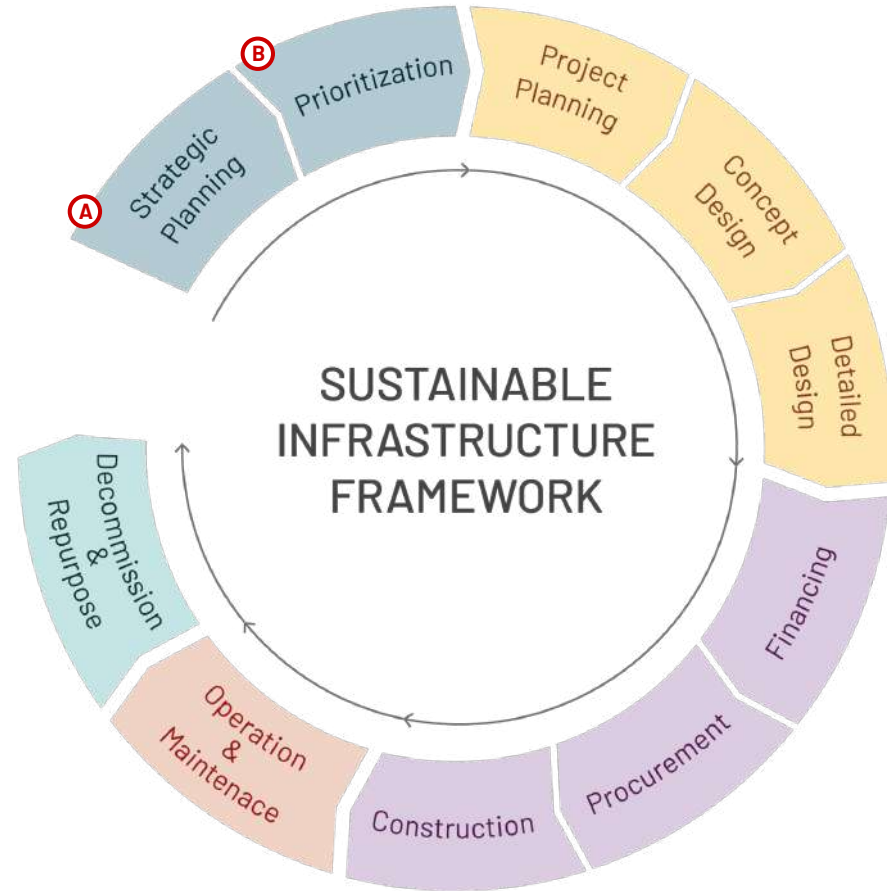 A
B
Strategic
Planning
Prioritization
Project
Planning
Concept
Design
Detailed
Design
Financing
Procurement
Construction
Operation
&
Maintenace
Decommission
&
Repurpose
SUSTAINABLE
INFRASTRUCTURE
FRAMEWORK